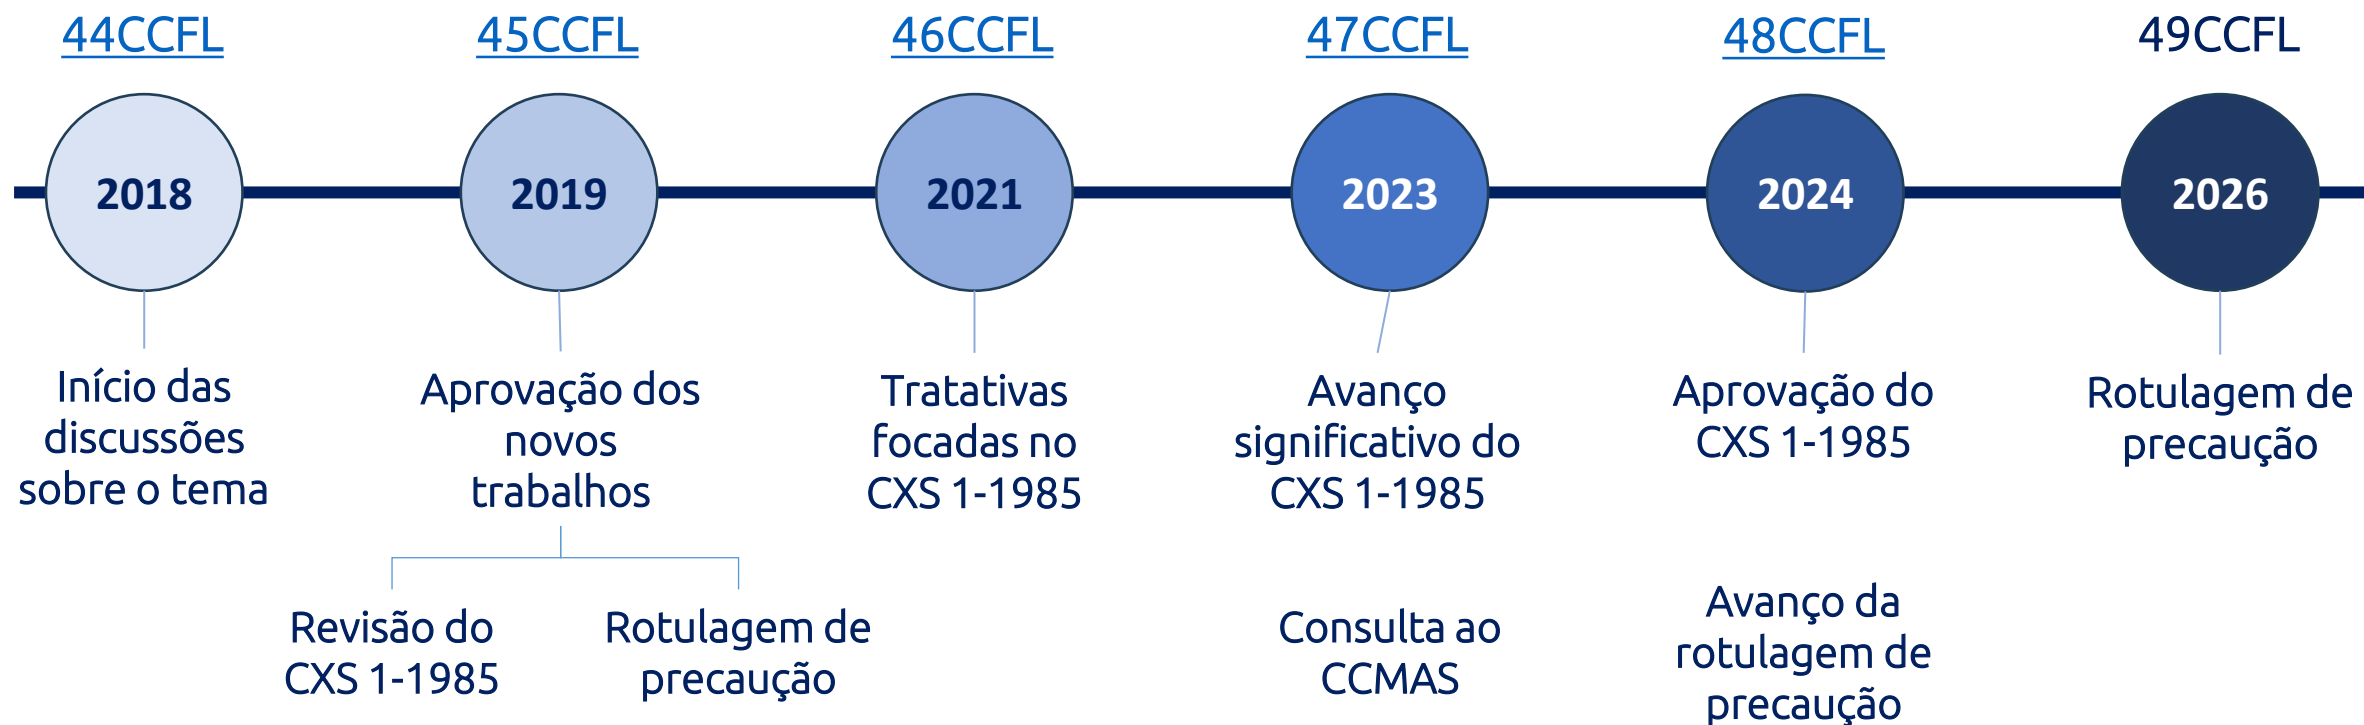 44CCFL
45CCFL
46CCFL
47CCFL
48CCFL
49CCFL
2018
2019
2021
2023
2024
2026
Início das
discussões
sobre o tema
Aprovação dos
novos
trabalhos
Revisão do
CXS 1-1985
Rotulagem de
precaução
Tratativas
focadas no
CXS 1-1985
Avanço
significativo do
CXS 1-1985
Consulta ao
CCMAS
Aprovação do
CXS 1-1985
Avanço da
rotulagem de
precaução
Rotulagem de
precaução